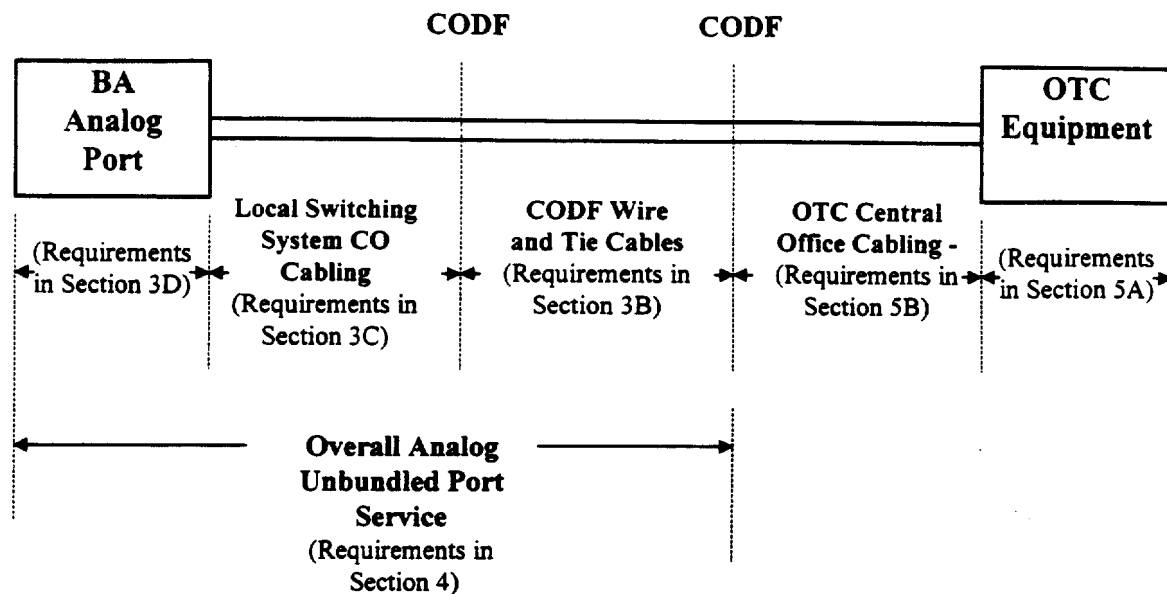 CODF
CODF
BA
Analog
Port
OTC
Equipment
(Requirements
in Section 3D)
Local Switching
System CO
Cabling
(Requirements in
Section 3C)
CODF Wire
and Tie Cables
(Requirements in
Section 3B)
OTC Central
Office Cabling -
(Requirements in
Section 5B)
(Requirements
in Section 5A)
Overall Analog
Unbundled Port
Service
(Requirements in
Section 4)